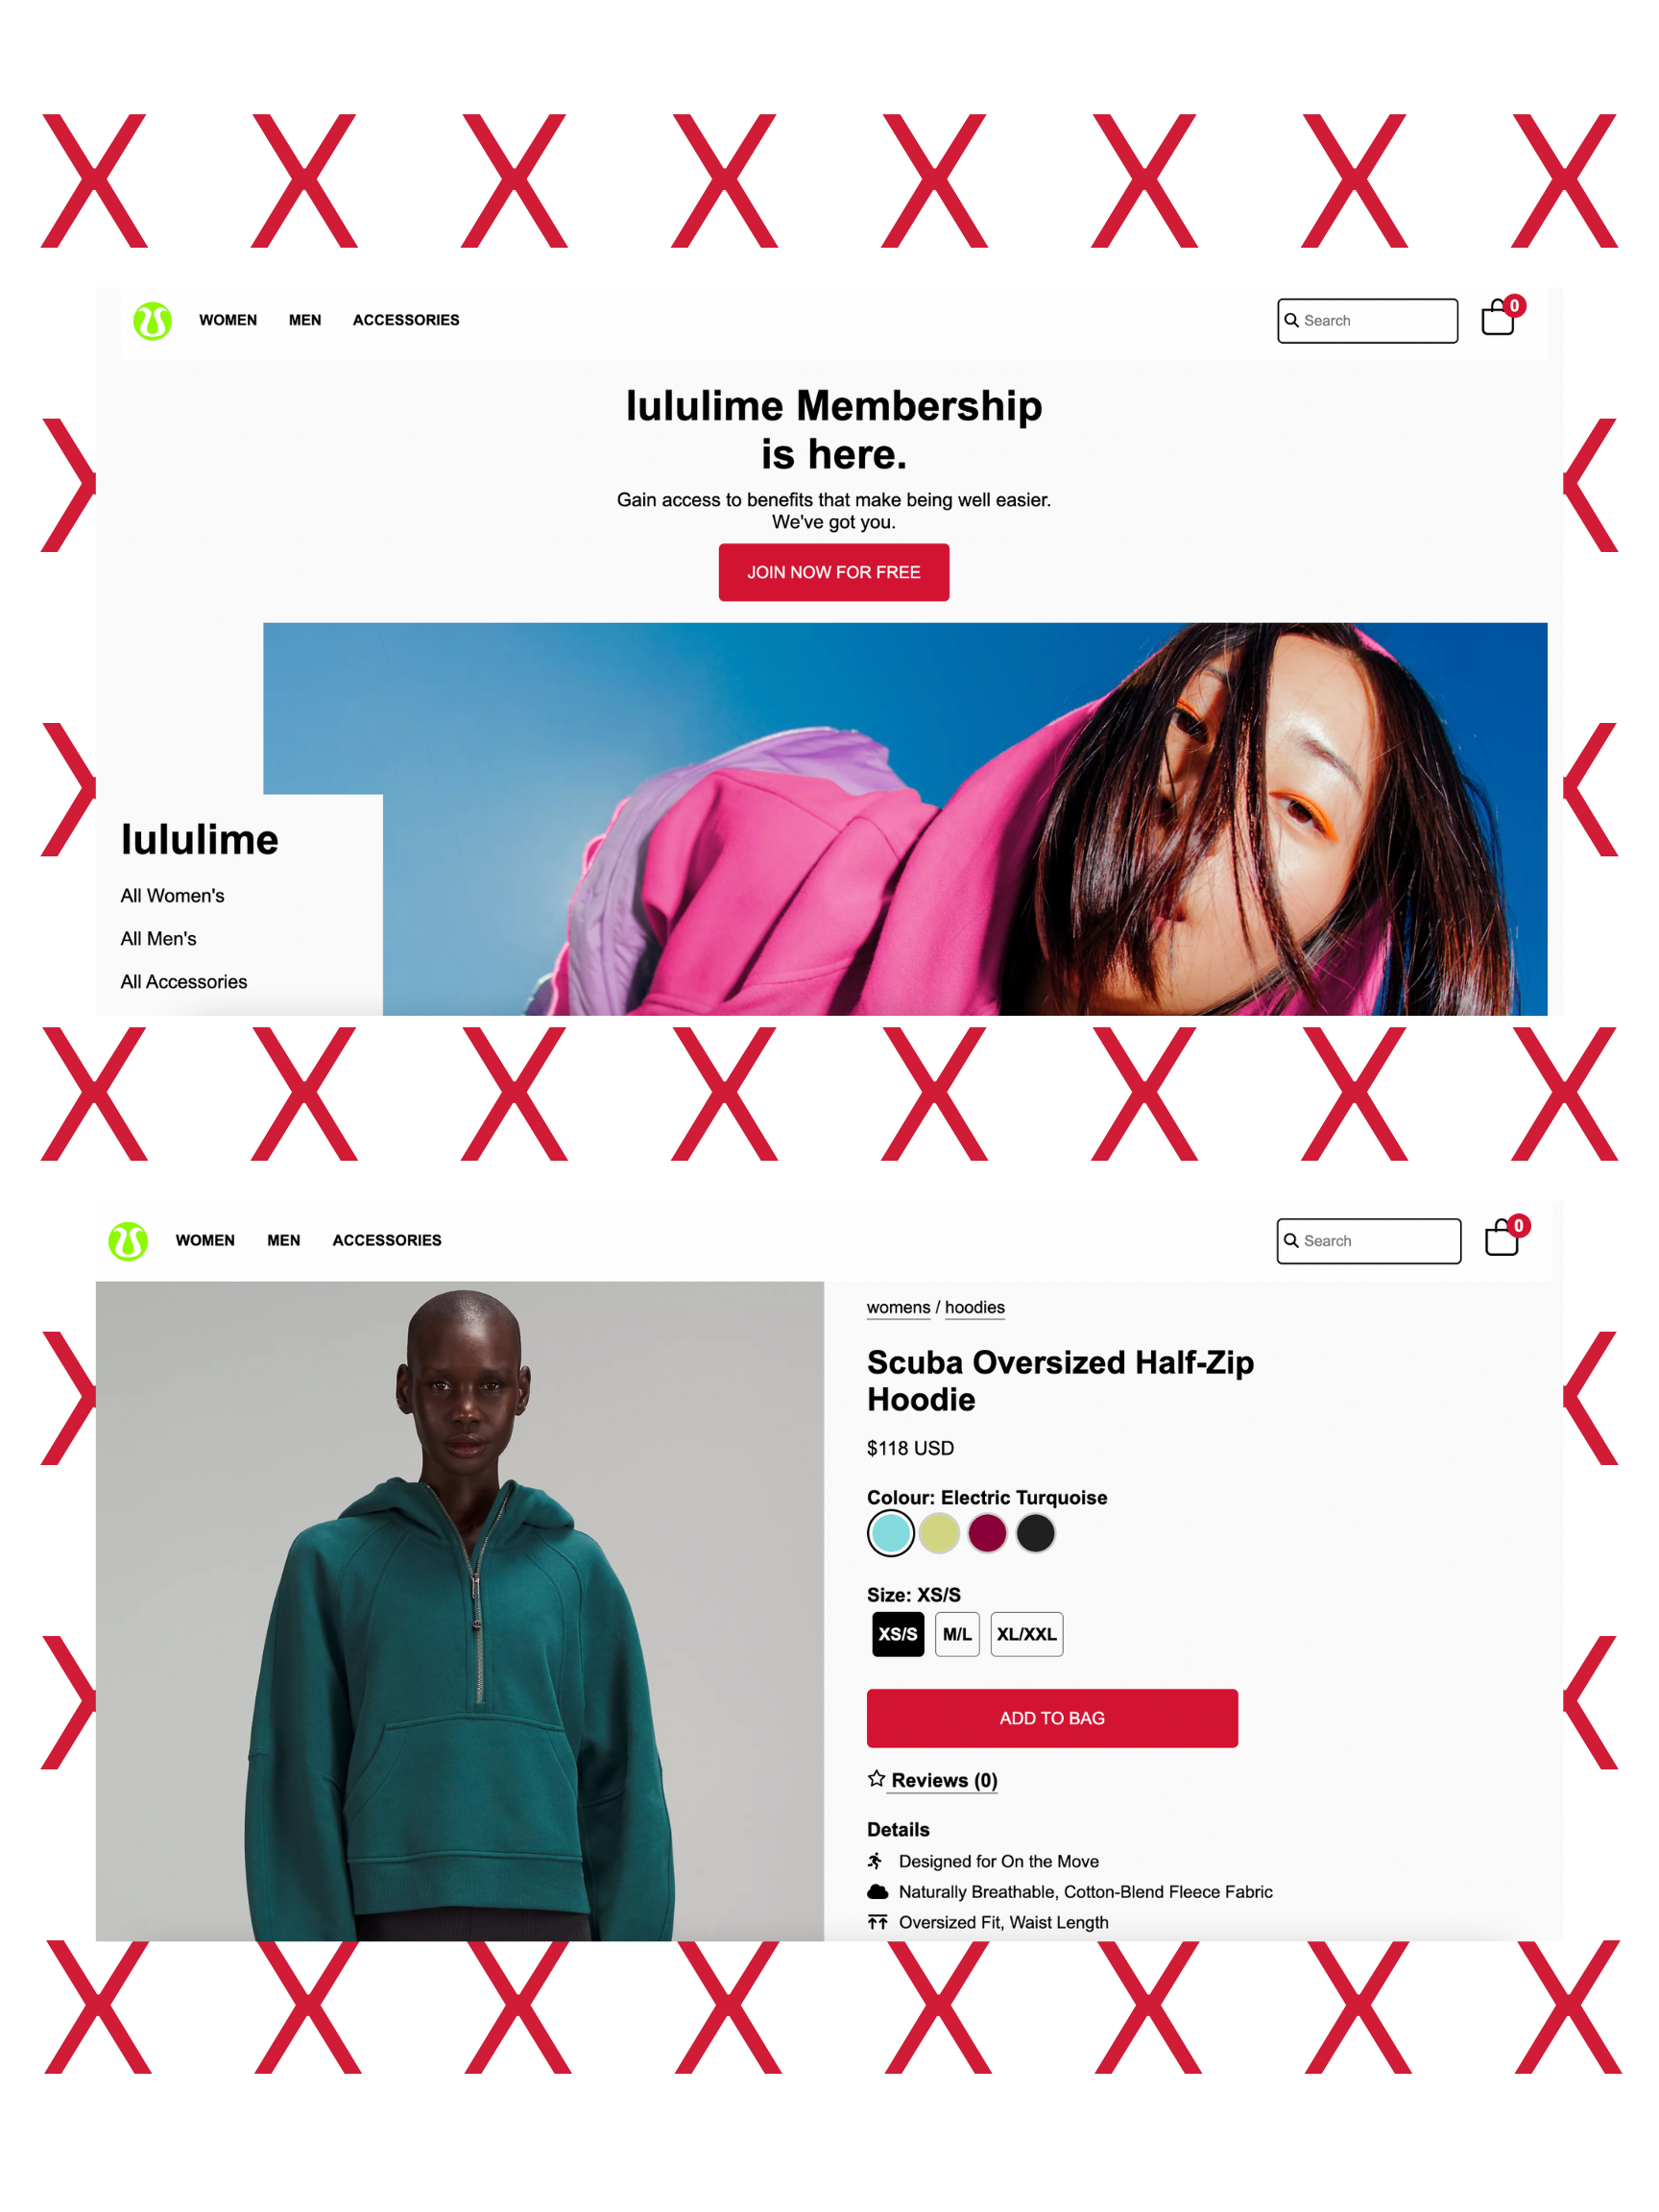 X X X X X X X X
WOMEN MEN ACCESSORIES Search 0
lululime Membership
is here.
Gain access to benefits that make being well easier.
We've got you.
JOIN NOW FOR FREE
lululime
All Women's
All Men's
All Accessories
X X X X X X X X
WOMEN MEN ACCESSORIES Search 0
womens / hoodies
Scuba Oversized Half-Zip
Hoodie
$118 USD
Colour: Electric Turquoise
Size: XS/S
XS/S M/L XL/XXL
ADD TO BAG
Reviews (0)
Details
Designed for On the Move
Naturally Breathable, Cotton-Blend Fleece Fabric
Oversized Fit, Waist Length
X X X X X X X X